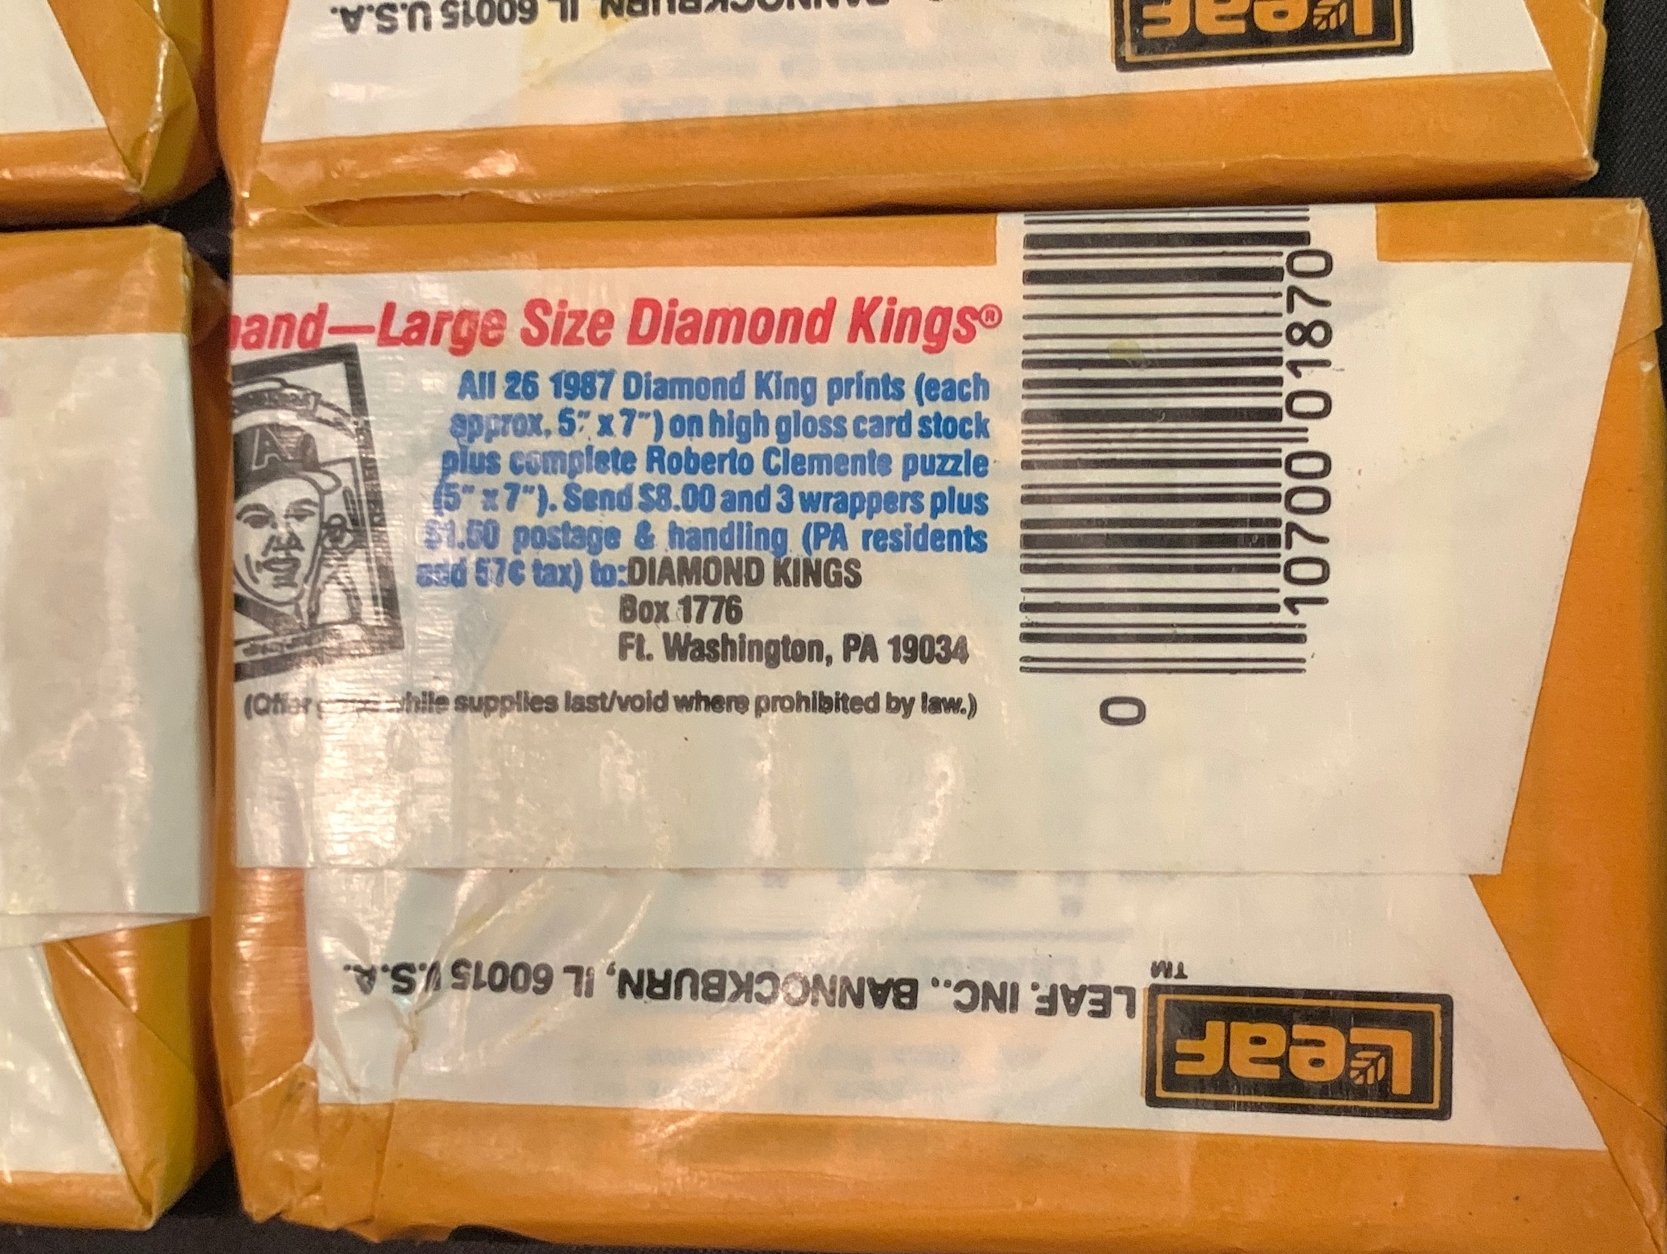 BANNOCKBURN, IL 60015 U.S.A.
Leaf
hand—Large Size Diamond Kings®
All 26 1987 Diamond King prints (each
approx. 5" x 7") on high gloss card stock
plus complete Roberto Clemente puzzle
(5" x 7"). Send $8.00 and 3 wrappers plus
$1.50 postage & handling (PA residents
add 57¢ tax) to: DIAMOND KINGS
Box 1776
Ft. Washington, PA 19034
(Offer while supplies last/void where prohibited by law.)
A
10700 01870
0
LEAF, INC., BANNOCKBURN, IL 60015 U.S.A.
TM
Leaf